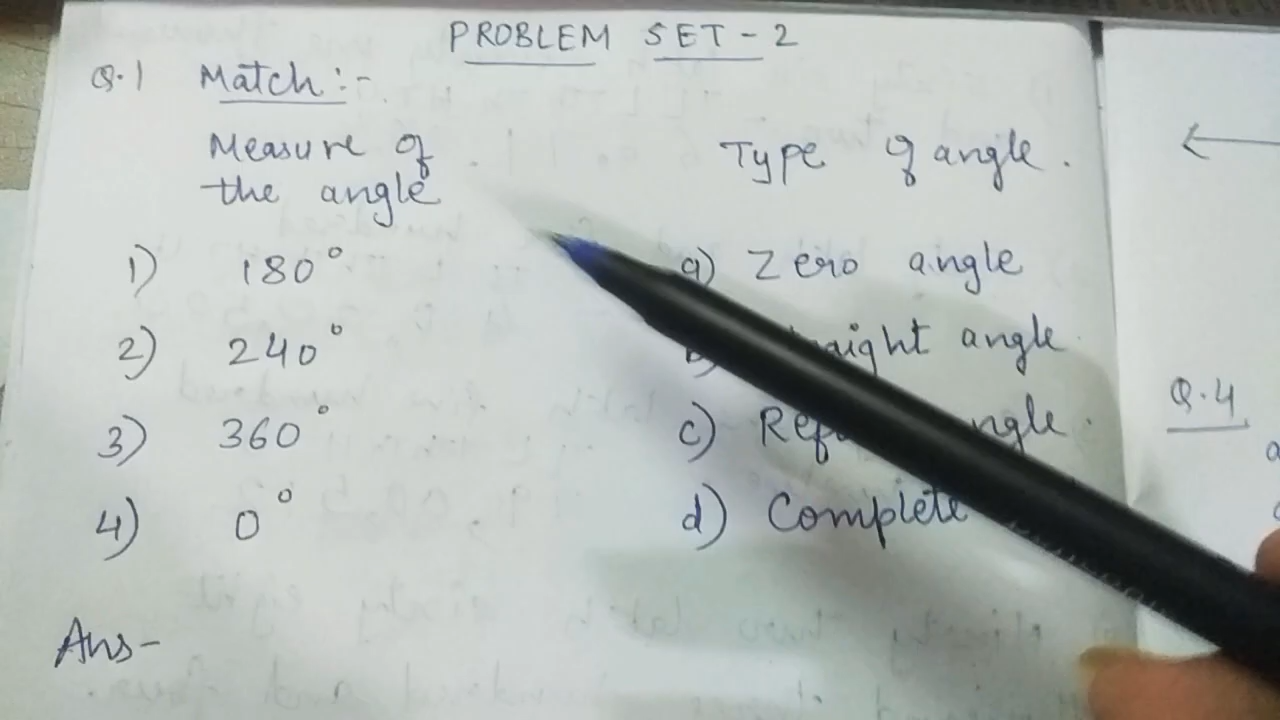 PROBLEM SET - 2
Q.1 Match :-
Measure of the angle
Type of angle.
1) 180° a) Zero angle
2) 240° angle
3) 360° c) angle
4) 0° d) Complete
Ans-
Q.4